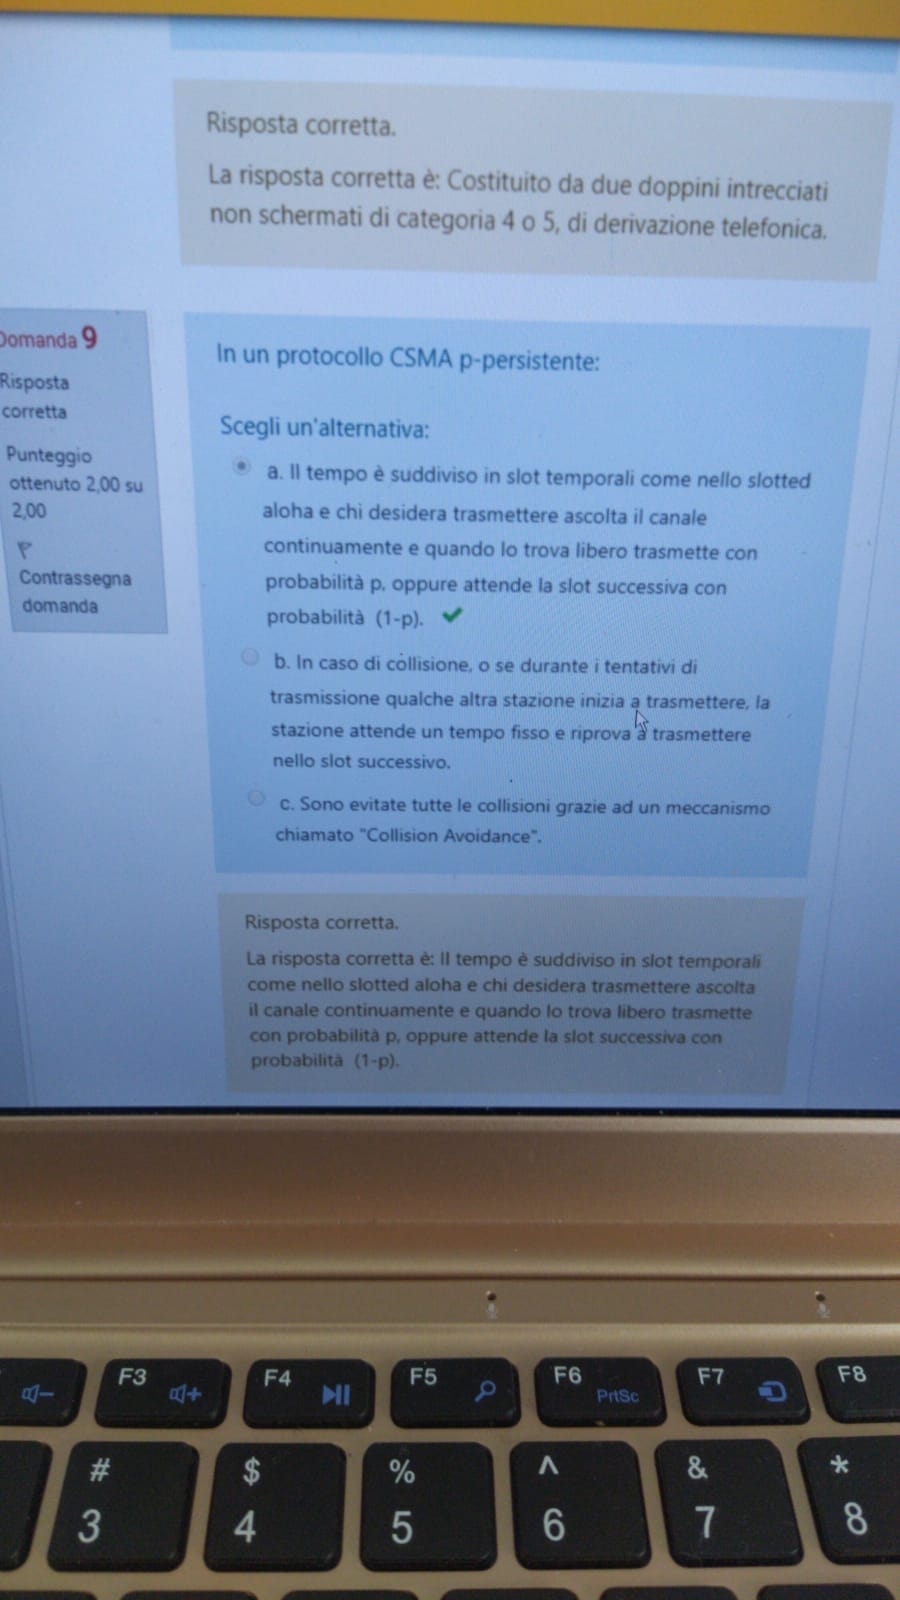 Risposta corretta.
La risposta corretta è: Costituito da due doppini intrecciati
non schermati di categoria 4 o 5, di derivazione telefonica.
Domanda 9
Risposta
corretta
Punteggio
ottenuto 2,00 su
2,00
Contrassegna
domanda
In un protocollo CSMA p-persistente:
Scegli un'alternativa:
a. Il tempo è suddiviso in slot temporali come nello slotted
aloha e chi desidera trasmettere ascolta il canale
continuamente e quando lo trova libero trasmette con
probabilità p, oppure attende la slot successiva con
probabilità (1-p).
b. In caso di collisione, o se durante i tentativi di
trasmissione qualche altra stazione inizia a trasmettere, la
stazione attende un tempo fisso e riprova a trasmettere
nello slot successivo.
c. Sono evitate tutte le collisioni grazie ad un meccanismo
chiamato "Collision Avoidance".
Risposta corretta.
La risposta corretta è: Il tempo è suddiviso in slot temporali
come nello slotted aloha e chi desidera trasmettere ascolta
il canale continuamente e quando lo trova libero trasmette
con probabilità p, oppure attende la slot successiva con
probabilità (1-p).
F3 F4 F5 F6 PrtSc F7 F8
# $ % ^ & *
3 4 5 6 7 8